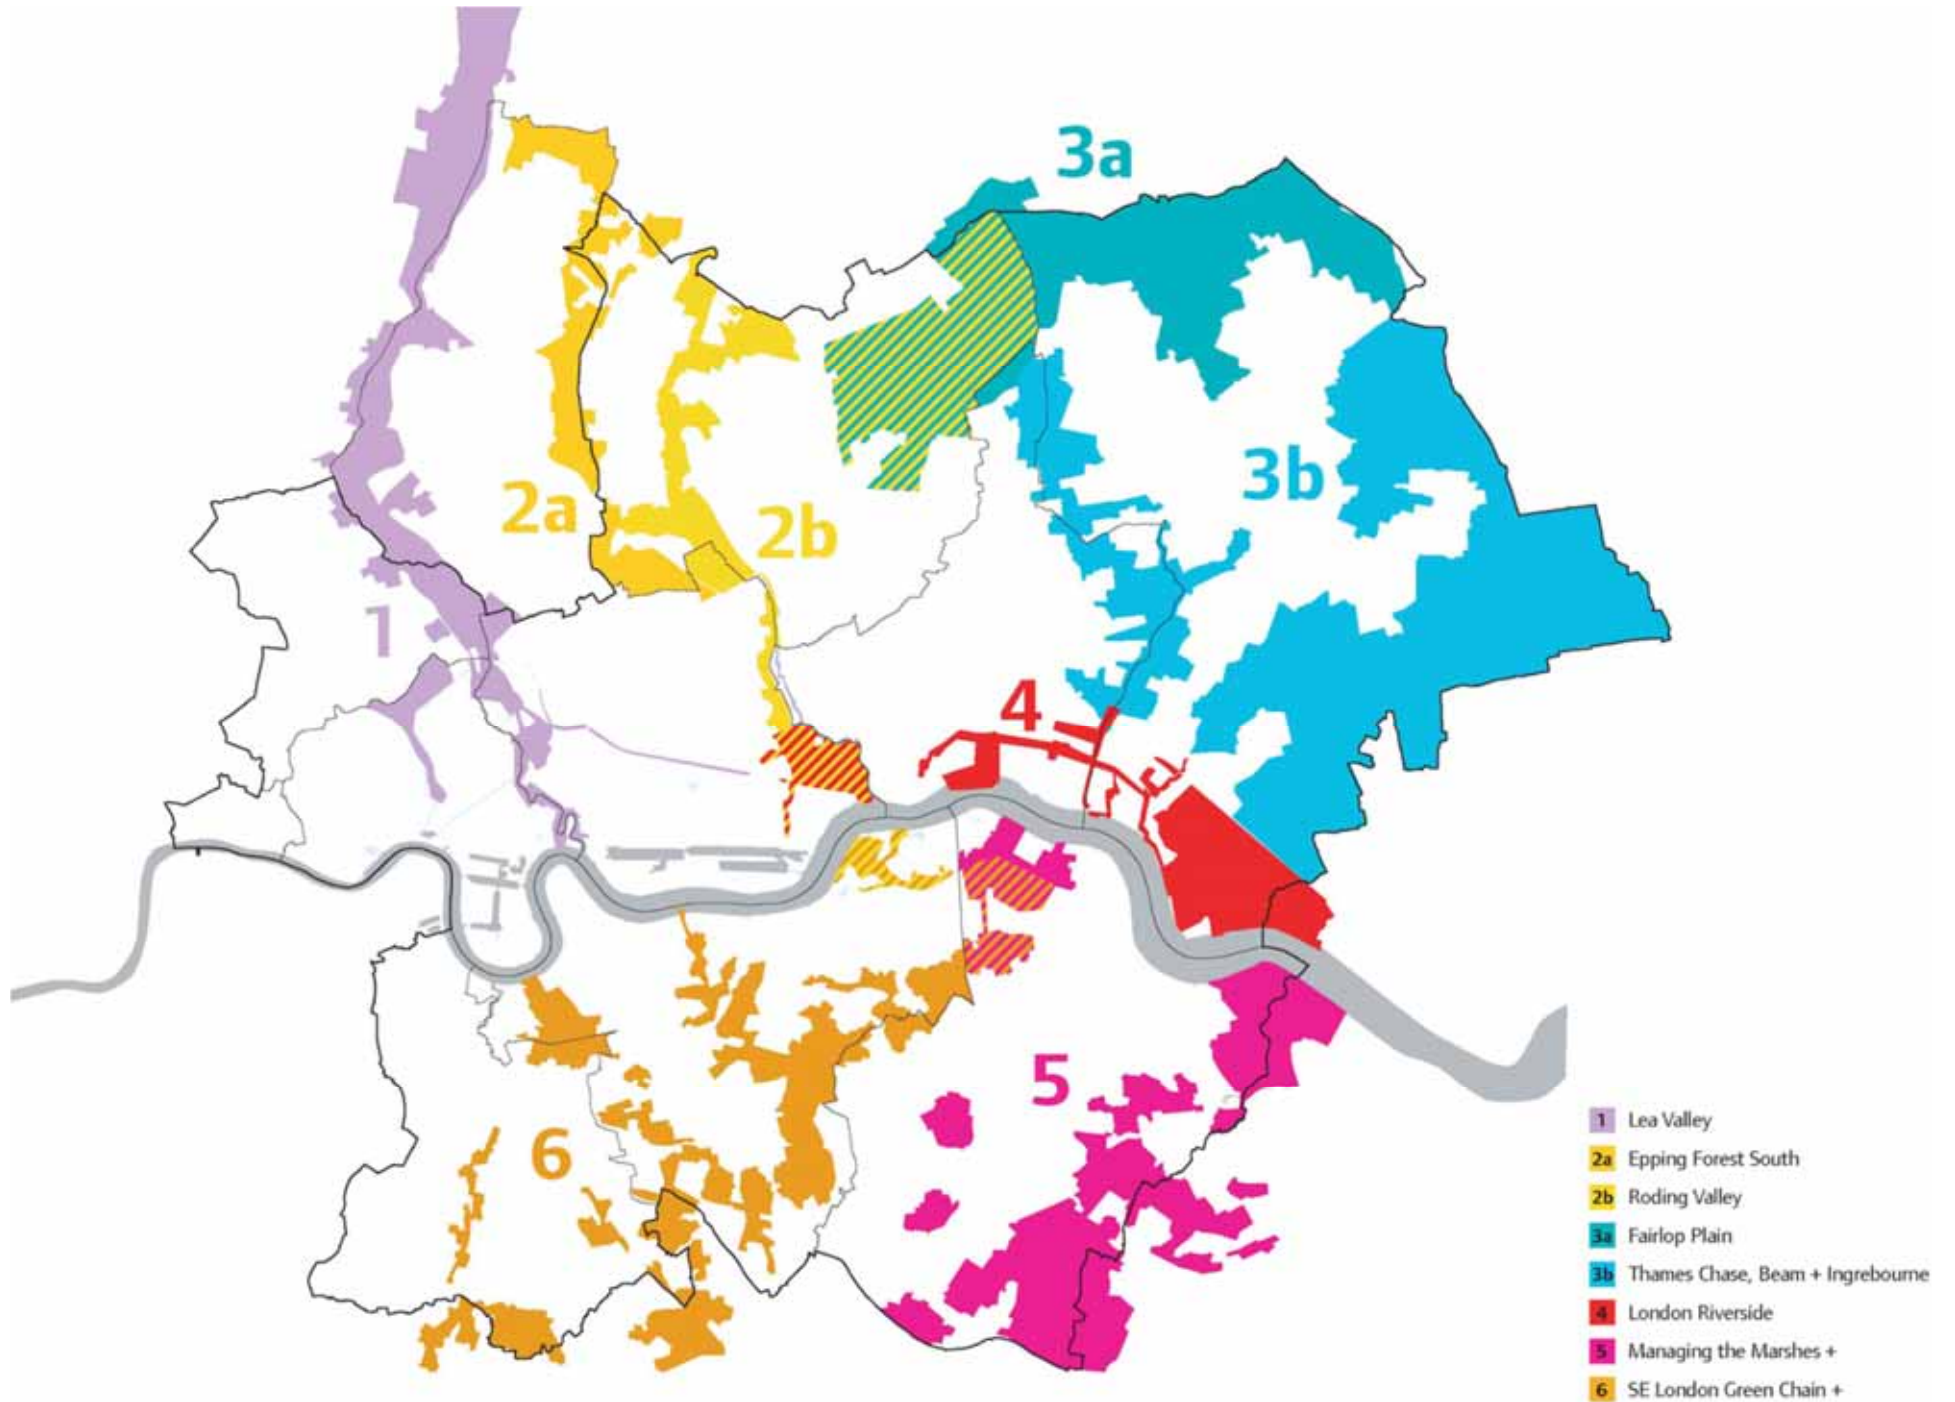 3a
2a
2b
3b
1
4
5
6
1 Lea Valley
2a Epping Forest South
2b Roding Valley
3a Fairlop Plain
3b Thames Chase, Beam + Ingrebourne
4 London Riverside
5 Managing the Marshes +
6 SE London Green Chain +